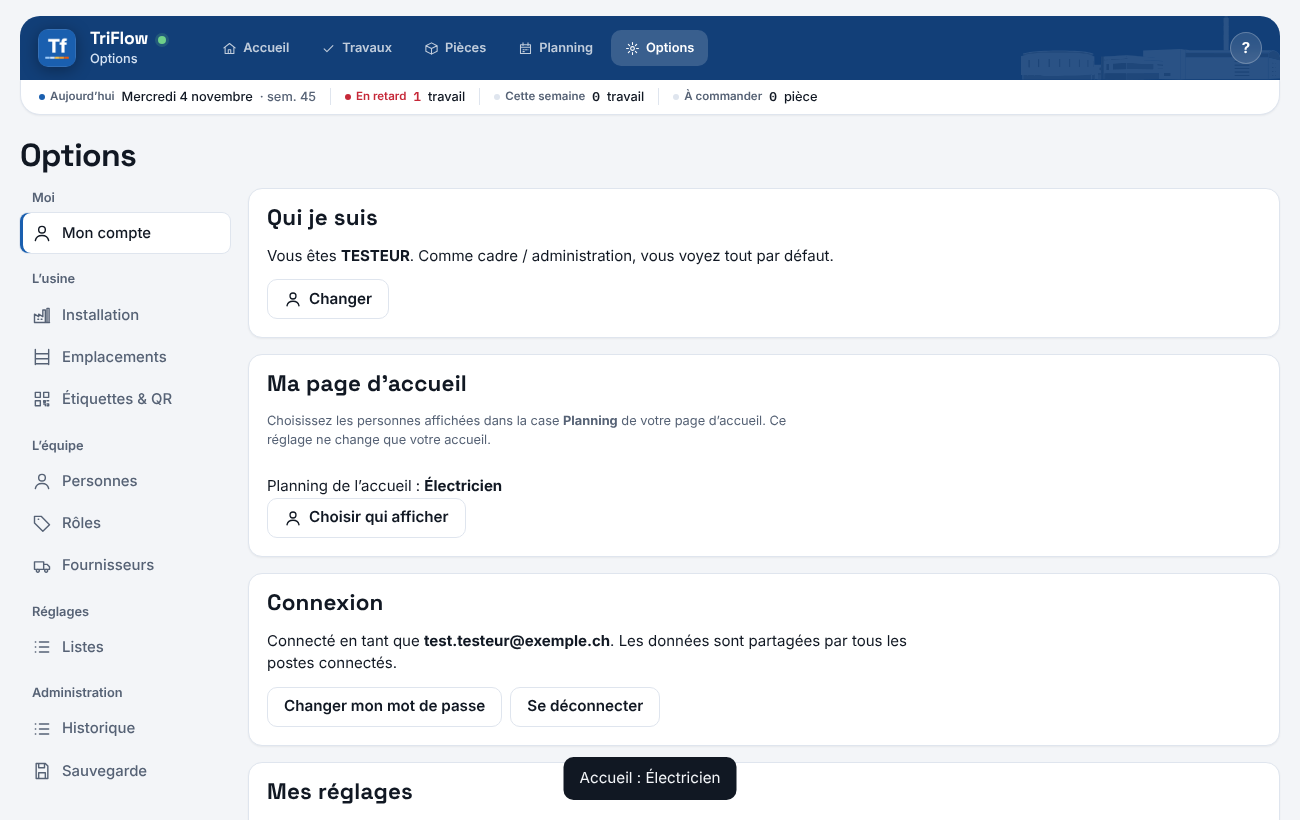 Tf
TriFlow
Options
Accueil
Travaux
Pièces
Planning
Options
?
Aujourd’hui Mercredi 4 novembre · sem. 45
En retard 1 travail
Cette semaine 0 travail
À commander 0 pièce
Options
Moi
Mon compte
L’usine
Installation
Emplacements
Étiquettes & QR
L’équipe
Personnes
Rôles
Fournisseurs
Réglages
Listes
Administration
Historique
Sauvegarde
Qui je suis
Vous êtes TESTEUR. Comme cadre / administration, vous voyez tout par défaut.
Changer
Ma page d’accueil
Choisissez les personnes affichées dans la case Planning de votre page d’accueil. Ce
réglage ne change que votre accueil.
Planning de l’accueil : Électricien
Choisir qui afficher
Connexion
Connecté en tant que test.testeur@exemple.ch. Les données sont partagées par tous les
postes connectés.
Changer mon mot de passe
Se déconnecter
Mes réglages
Accueil : Électricien